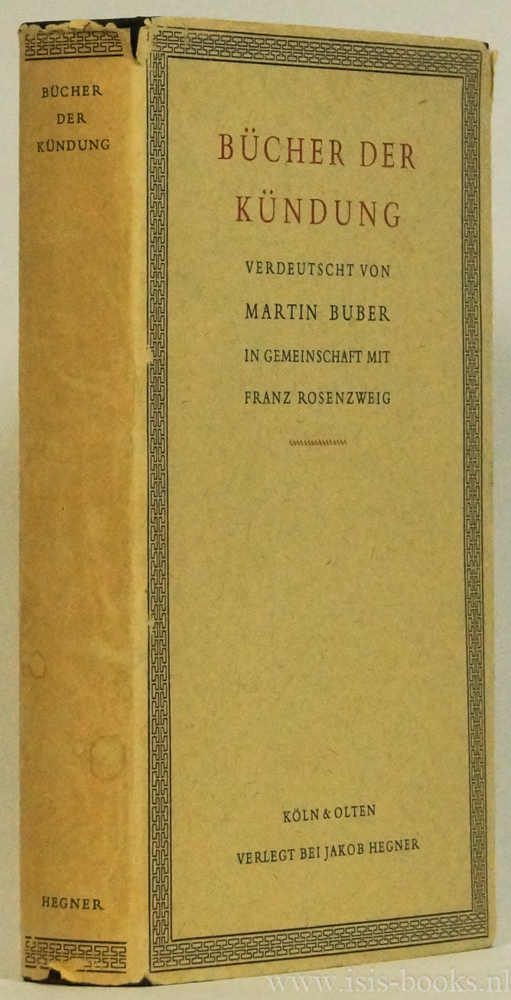 BÜCHER
DER
KÜNDUNG
HEGNER
BÜCHER DER
KÜNDUNG
VERDEUTSCHT VON
MARTIN BUBER
IN GEMEINSCHAFT MIT
FRANZ ROSENZWEIG
KÖLN & OLTEN
VERLEGT BEI JAKOB HEGNER
www.isis-books.nl